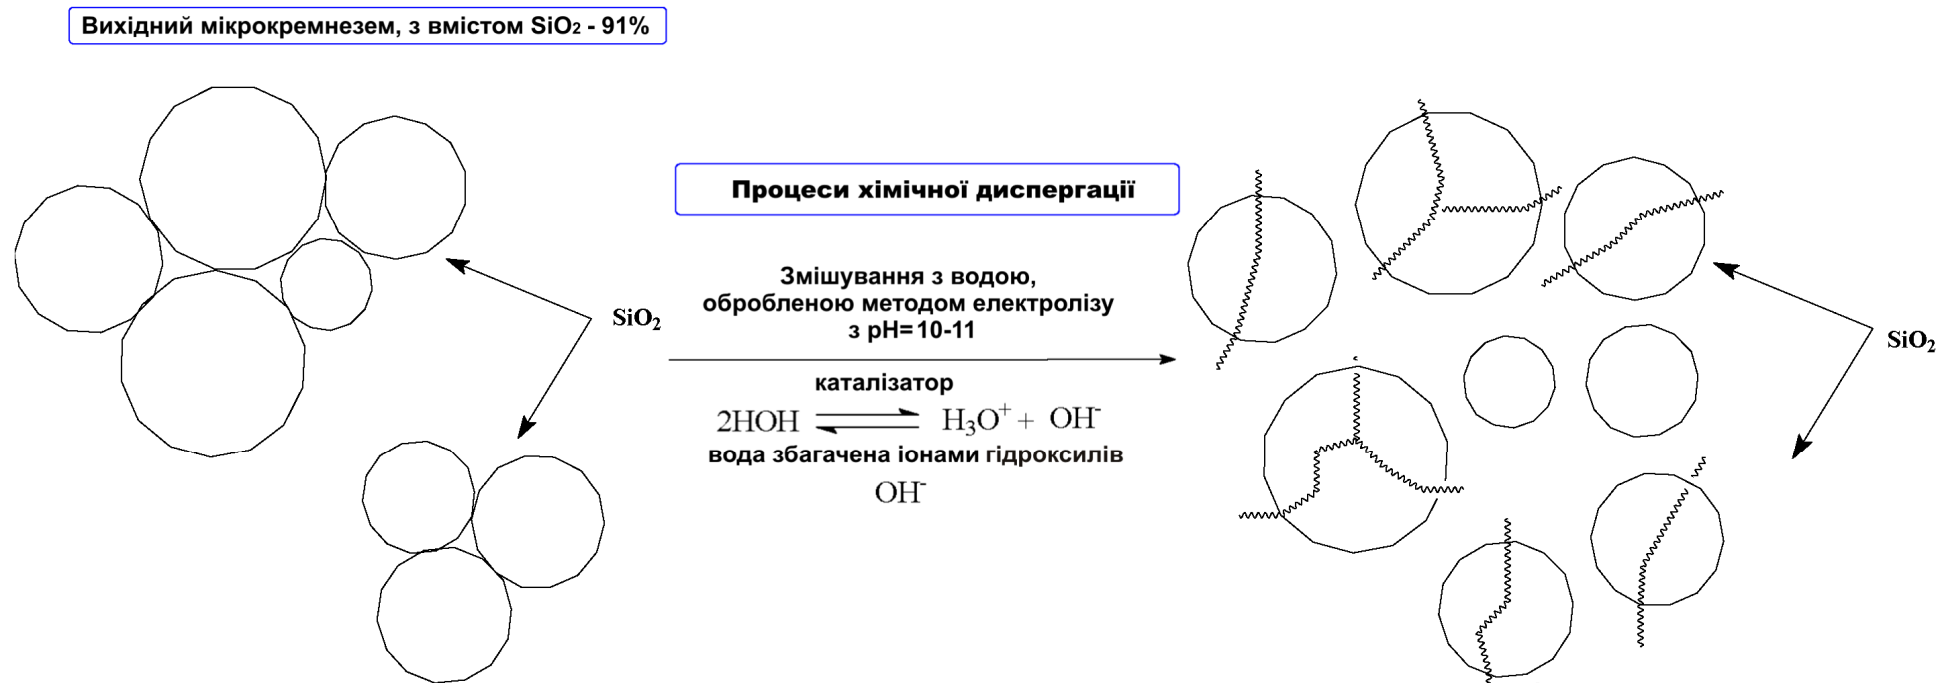 Вихідний мікрокремнезем, з вмістом SiO₂ - 91%
Процеси хімічної диспергації
Змішування з водою,
обробленою методом електролізу
з pH=10-11
SiO₂
SiO₂
каталізатор
2HOH ⇌ H₃O⁺ + OH⁻
вода збагачена іонами гідроксилів
OH⁻